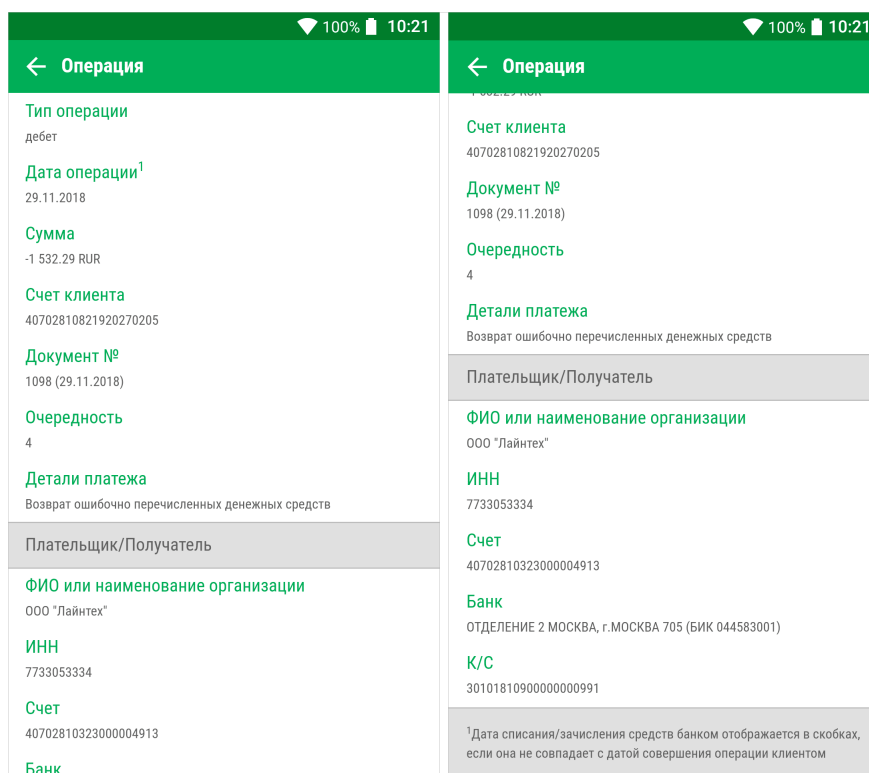 100% 10:21
Операция
Тип операции
дебет
Дата операции¹
29.11.2018
Сумма
-1 532.29 RUR
Счет клиента
40702810821920270205
Документ №
1098 (29.11.2018)
Очередность
4
Детали платежа
Возврат ошибочно перечисленных денежных средств
Плательщик/Получатель
ФИО или наименование организации
ООО "Лайнтех"
ИНН
7733053334
Счет
40702810323000004913
Банк
100% 10:21
Операция
-1 532.29 RUR
Счет клиента
40702810821920270205
Документ №
1098 (29.11.2018)
Очередность
4
Детали платежа
Возврат ошибочно перечисленных денежных средств
Плательщик/Получатель
ФИО или наименование организации
ООО "Лайнтех"
ИНН
7733053334
Счет
40702810323000004913
Банк
ОТДЕЛЕНИЕ 2 МОСКВА, г.МОСКВА 705 (БИК 044583001)
К/С
30101810900000000991
¹Дата списания/зачисления средств банком отображается в скобках,
если она не совпадает с датой совершения операции клиентом